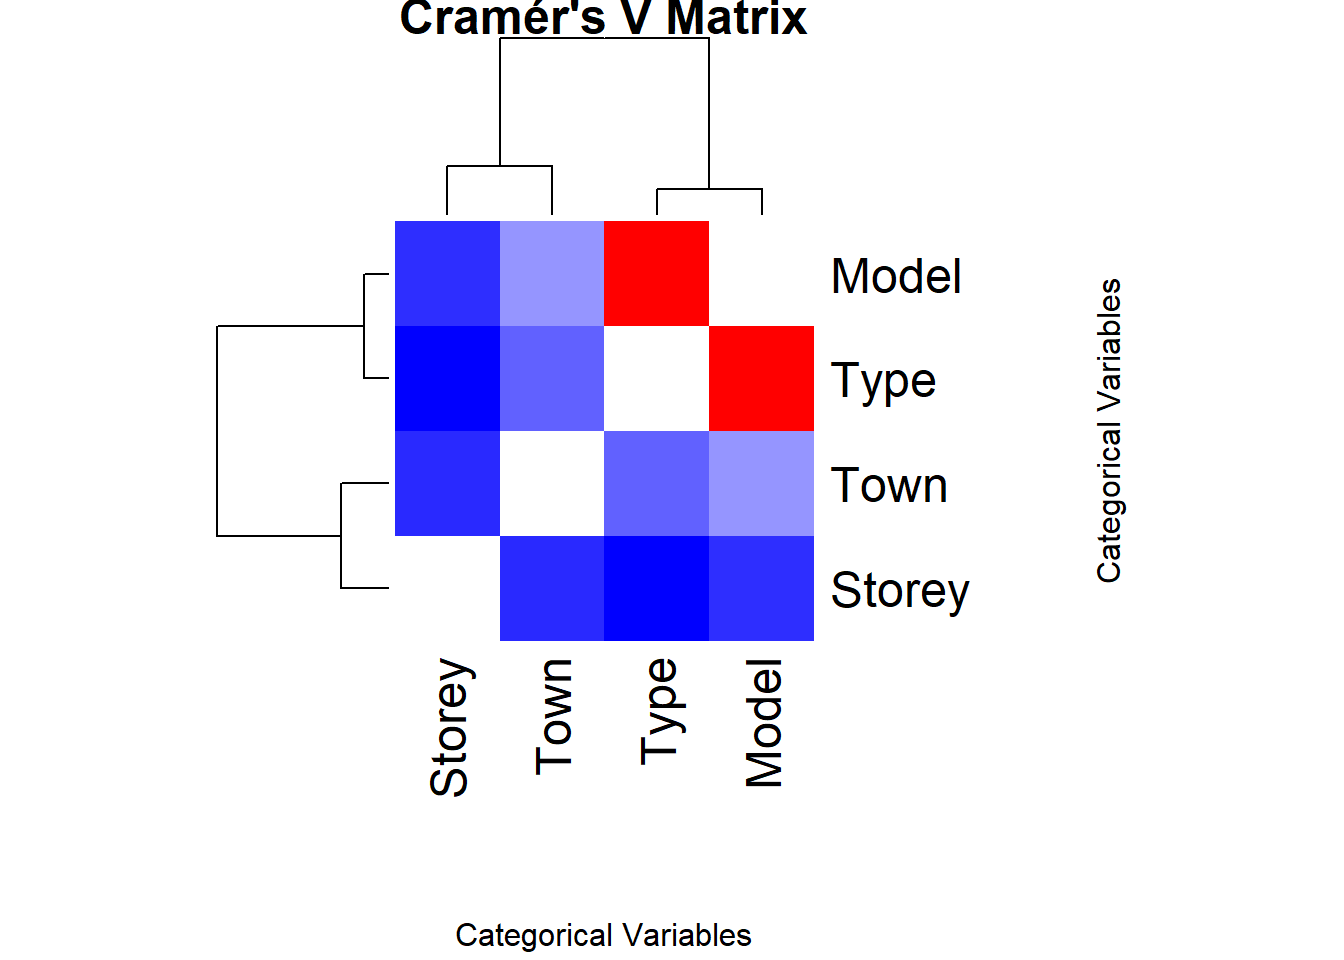 Cramér's V Matrix
Model
Type
Town
Storey
Categorical Variables
Storey
Town
Type
Model
Categorical Variables